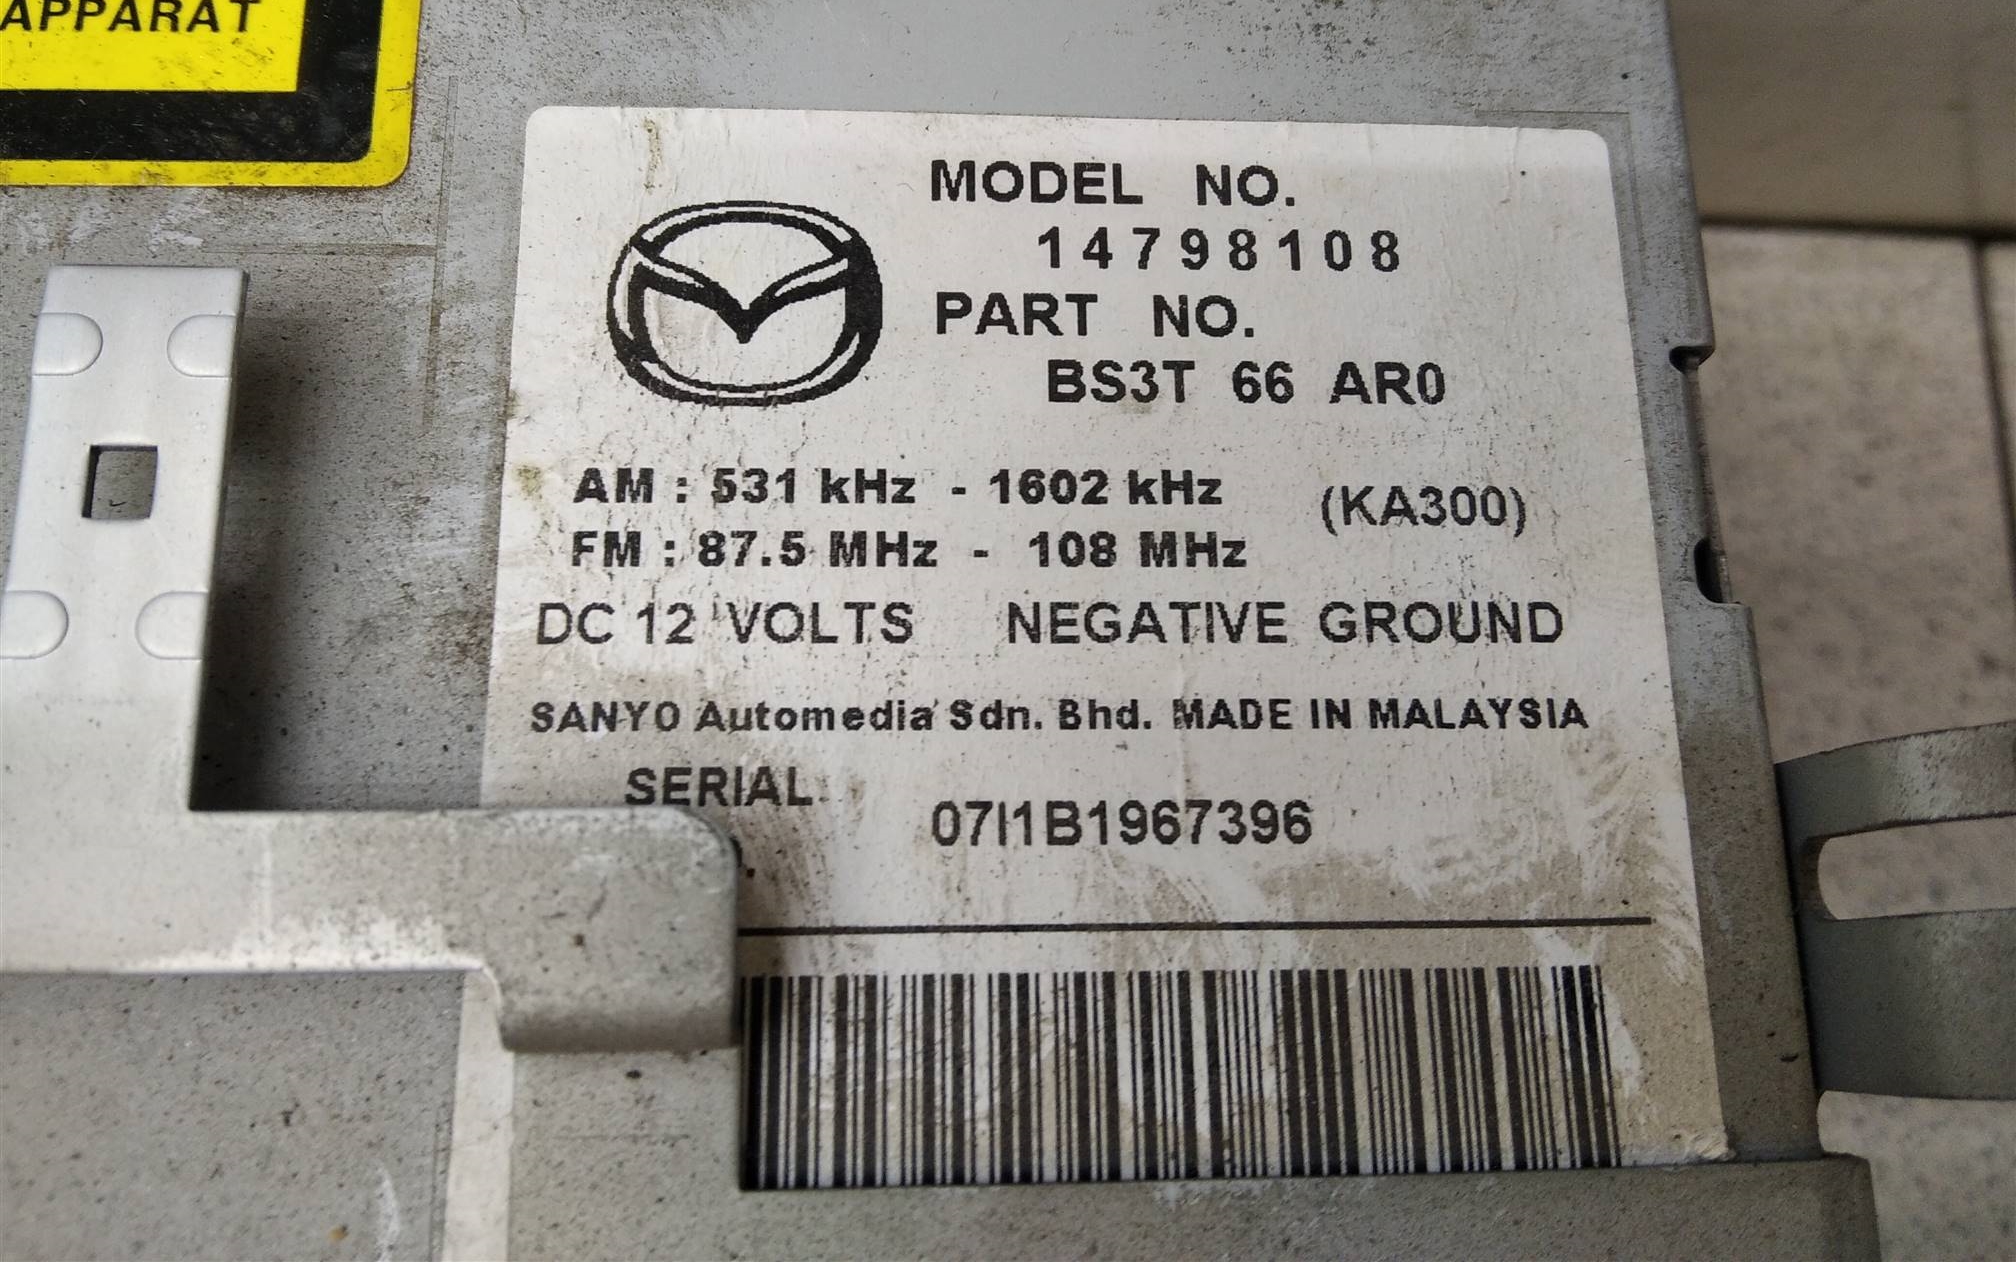 APPARAT
MODEL NO.
14798108
PART NO.
BS3T 66 AR0
AM : 531 kHz - 1602 kHz
(KA300)
FM : 87.5 MHz - 108 MHz
DC 12 VOLTS NEGATIVE GROUND
SANYO Automedia Sdn. Bhd. MADE IN MALAYSIA
SERIAL
07I1B1967396